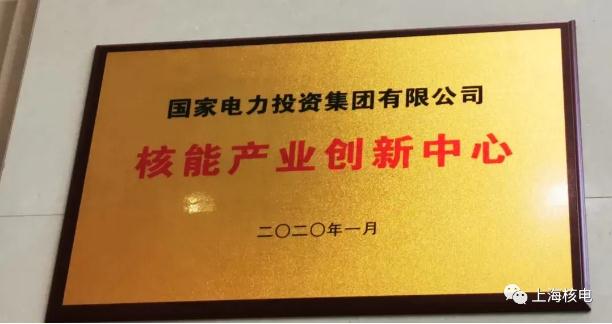 国家电力投资集团有限公司
核能产业创新中心
二〇二〇年一月
上海核电